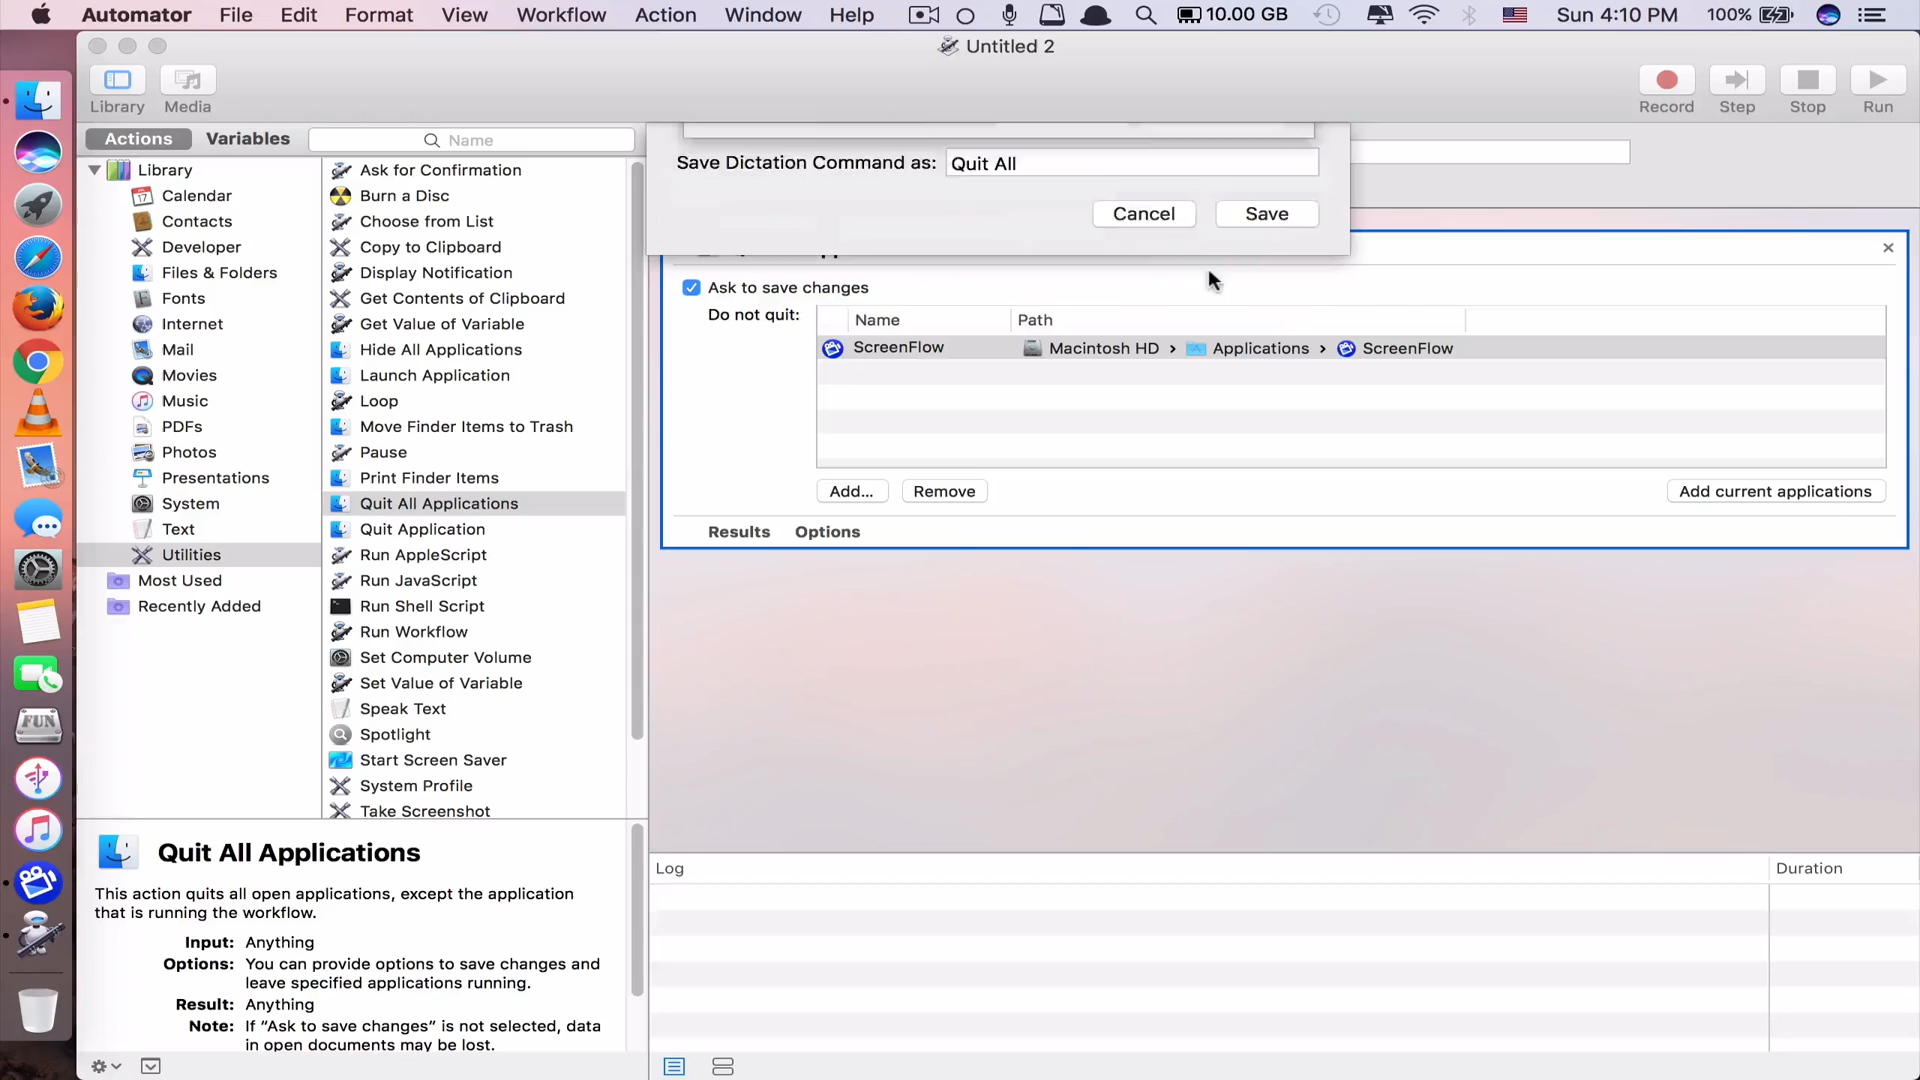 Automator File Edit Format View Workflow Action Window Help 10.00 GB Sun 4:10 PM 100%
Untitled 2
Library Media Record Step Stop Run
Actions Variables Name
Save Dictation Command as: Quit All
Cancel Save
Library
Calendar
Contacts
Developer
Files & Folders
Fonts
Internet
Mail
Movies
Music
PDFs
Photos
Presentations
System
Text
Utilities
Most Used
Recently Added
Ask for Confirmation
Burn a Disc
Choose from List
Copy to Clipboard
Display Notification
Get Contents of Clipboard
Get Value of Variable
Hide All Applications
Launch Application
Loop
Move Finder Items to Trash
Pause
Print Finder Items
Quit All Applications
Quit Application
Run AppleScript
Run JavaScript
Run Shell Script
Run Workflow
Set Computer Volume
Set Value of Variable
Speak Text
Spotlight
Start Screen Saver
System Profile
Take Screenshot
Ask to save changes
Do not quit:
Name Path
ScreenFlow Macintosh HD › Applications › ScreenFlow
Add... Remove Add current applications
Results Options
FUN
Quit All Applications
This action quits all open applications, except the application
that is running the workflow.
Input: Anything
Options: You can provide options to save changes and
leave specified applications running.
Result: Anything
Note: If “Ask to save changes” is not selected, data
in open documents may be lost.
Log Duration